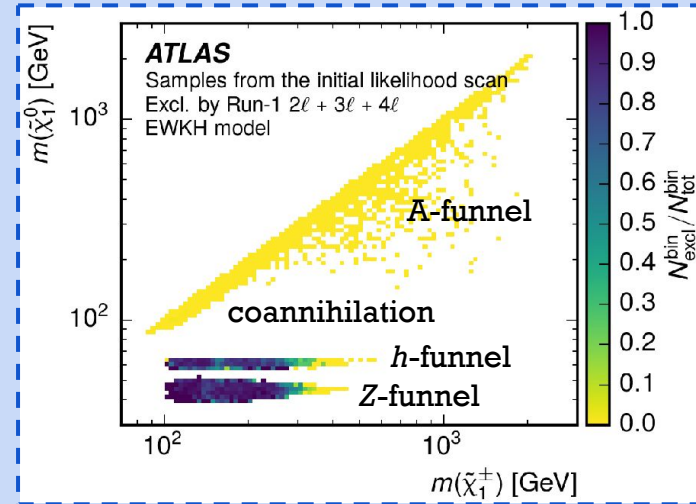 ATLAS
Samples from the initial likelihood scan
Excl. by Run-1 2ℓ + 3ℓ + 4ℓ
EWKH model
m(χ̃₁⁰) [GeV]
10³
10²
A-funnel
coannihilation
h-funnel
Z-funnel
10² 10³
m(χ̃₁±) [GeV]
1.0
0.9
0.8
0.7
0.6
0.5
0.4
0.3
0.2
0.1
0.0
N_excl^bin/N_tot^bin